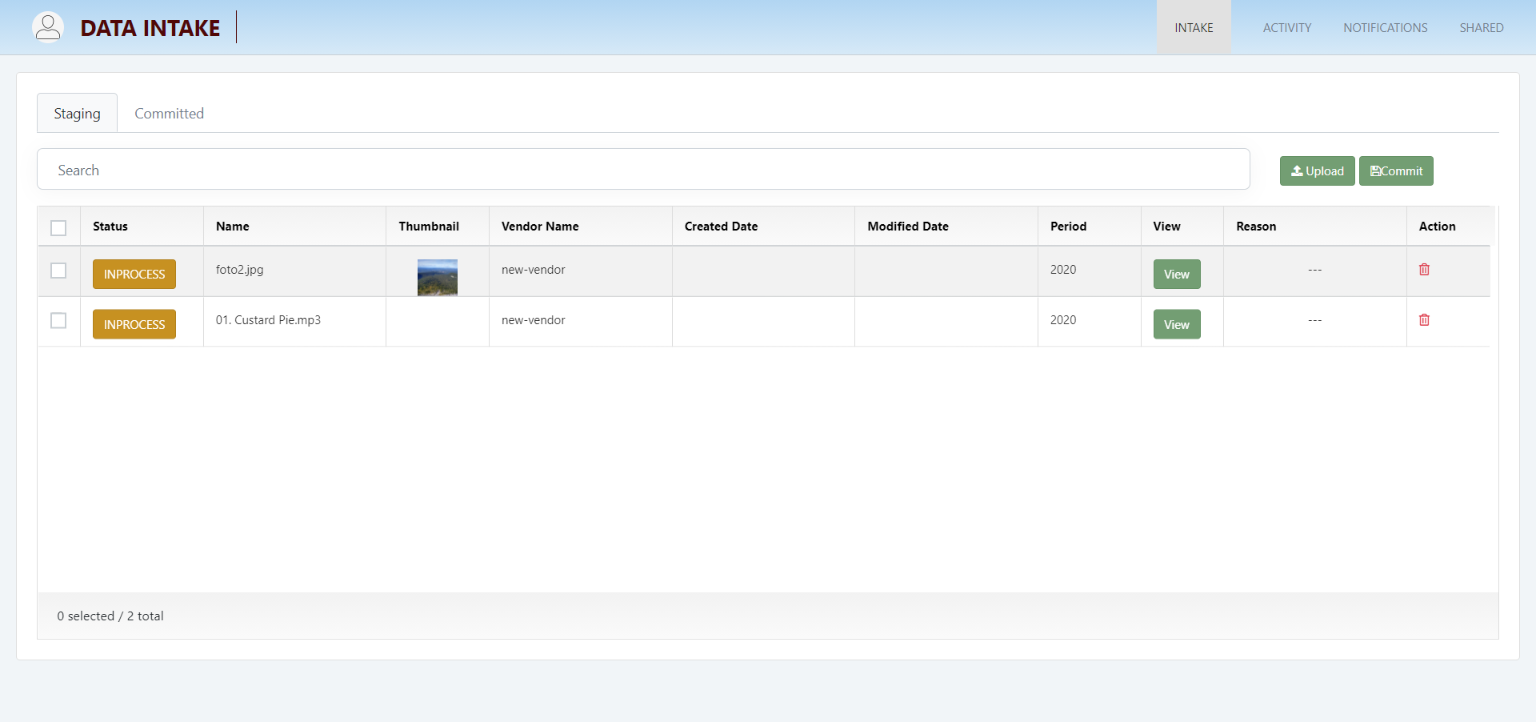 DATA INTAKE
INTAKE ACTIVITY NOTIFICATIONS SHARED
Staging Committed
Search
Upload Commit
Status Name Thumbnail Vendor Name Created Date Modified Date Period View Reason Action
INPROCESS foto2.jpg new-vendor 2020 View ---
INPROCESS 01. Custard Pie.mp3 new-vendor 2020 View ---
0 selected / 2 total